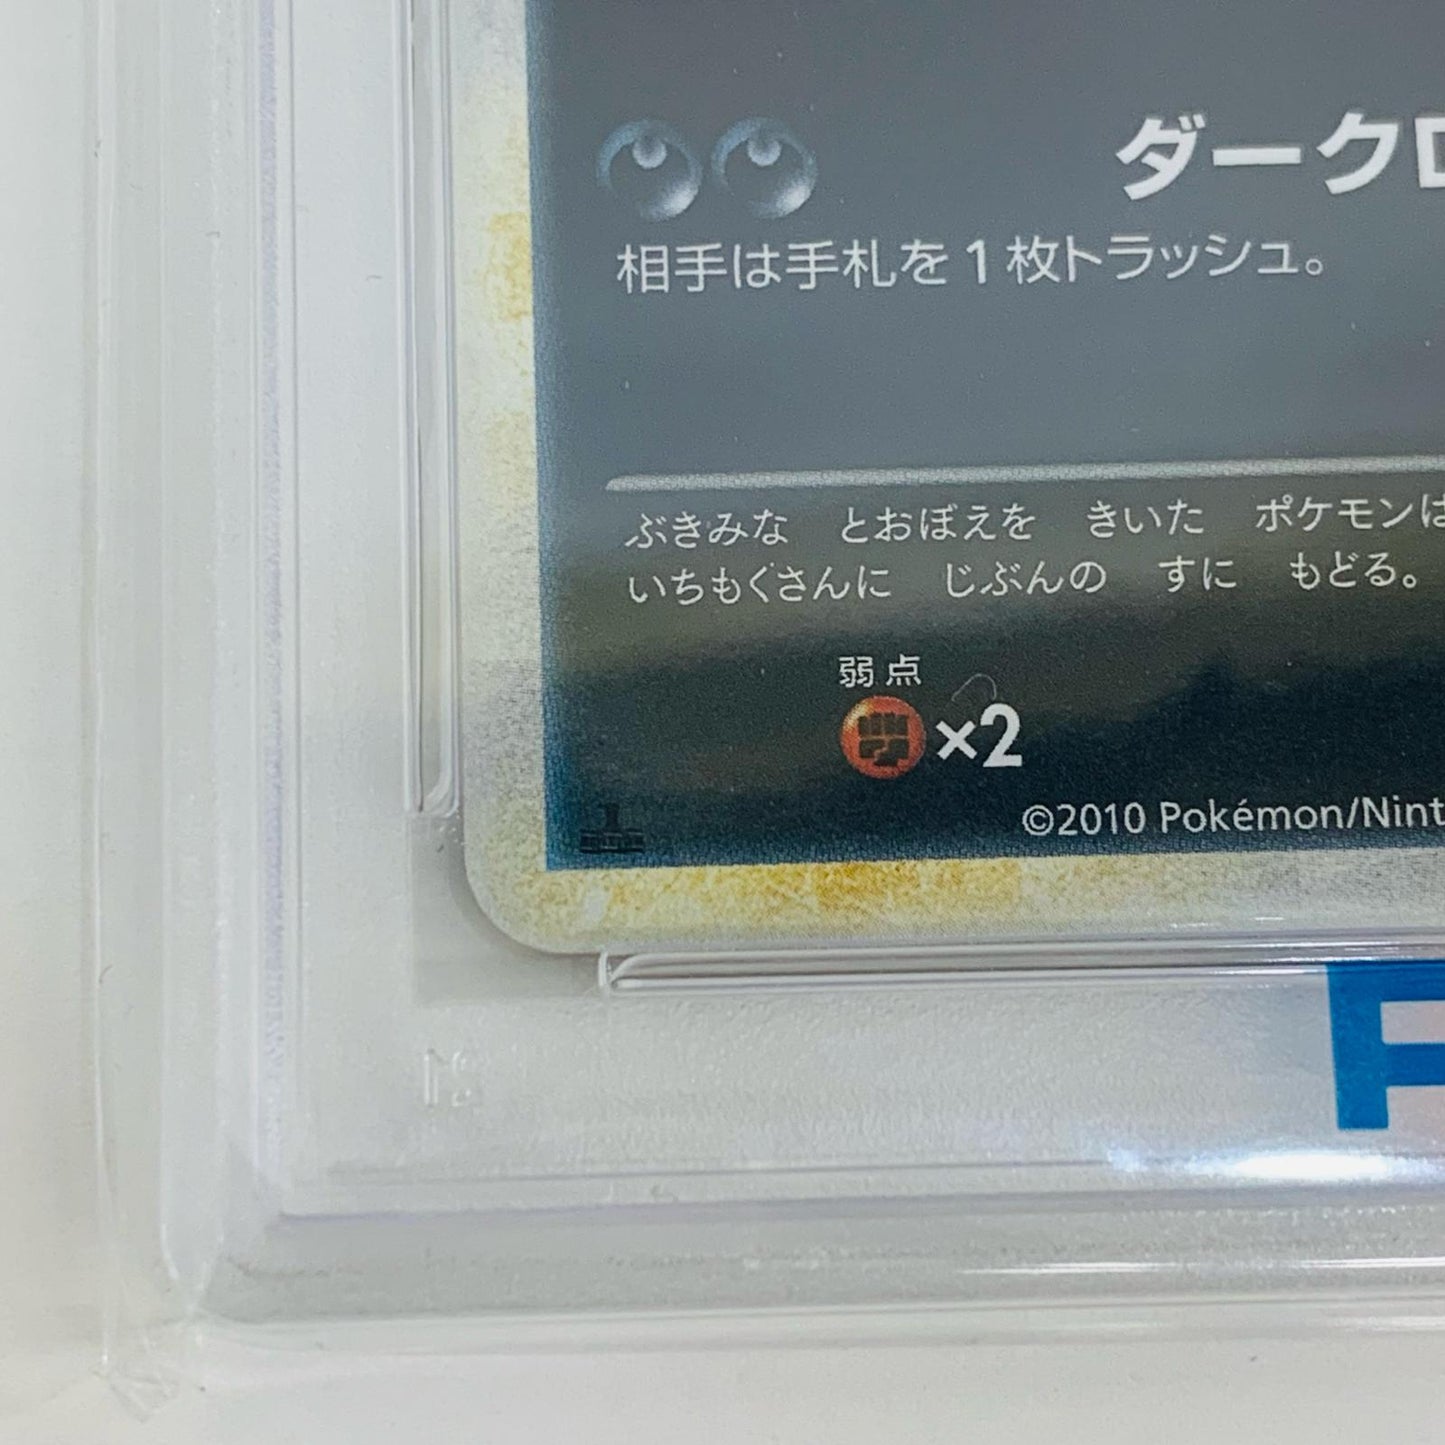 ダークロ
相手は手札を1枚トラッシュ。
ぶきみな とおぼえを きいた ポケモンは
いちもくさんに じぶんの すに もどる。
弱点
×2
©2010 Pokémon/Nint